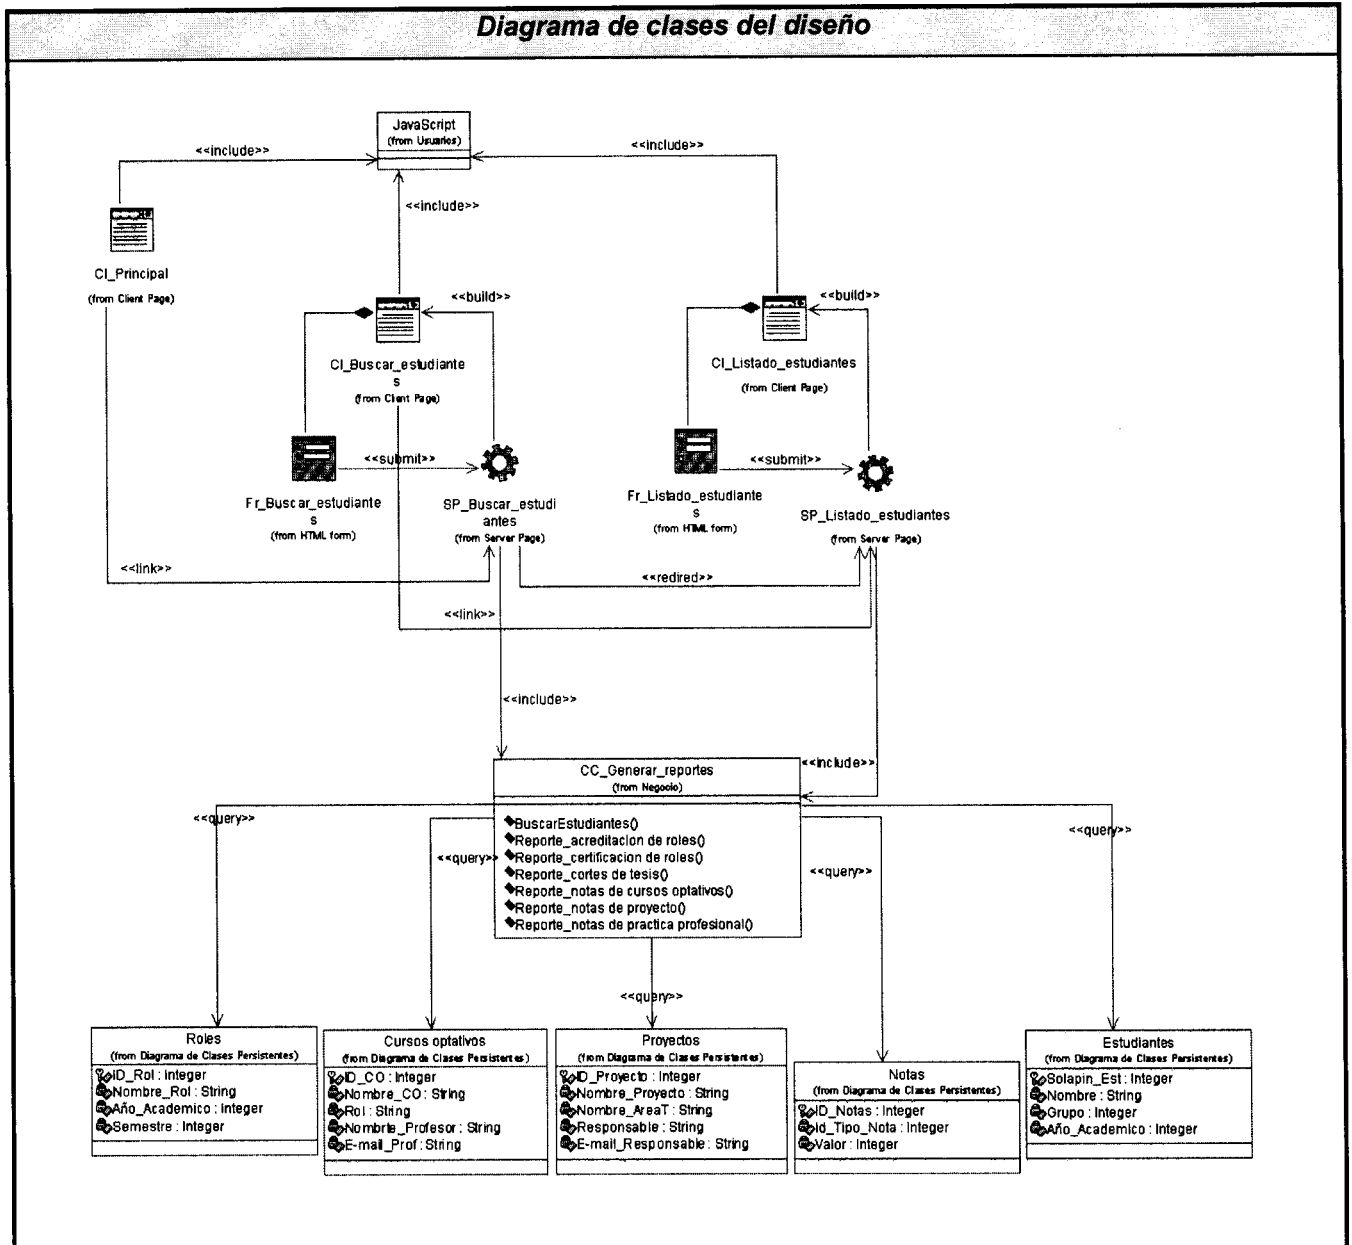 Diagrama de clases del diseño
JavaScript
(from Usuarios)
<<include>>
<<include>>
<<include>>
Cl_Principal
(from Client Page)
<<build>>
<<build>>
Cl_Buscar_estudiante
s
(from Client Page)
Cl_Listado_estudiantes
(from Client Page)
<<submit>>
<<submit>>
Fr_Buscar_estudiante
s
(from HTML form)
SP_Buscar_estudi
antes
(from Server Page)
Fr_Listado_estudiante
s
(from HTML form)
SP_Listado_estudiantes
(from Server Page)
<<link>>
<<redired>>
<<link>>
<<include>>
<<include>>
CC_Generar_reportes
(from Negocio)
BuscarEstudiantes()
Reporte_acreditacion de roles()
Reporte_certificacion de roles()
Reporte_cortes de tesis()
Reporte_notas de cursos optativos()
Reporte_notas de proyecto()
Reporte_notas de practica profesional()
<<query>>
<<query>>
<<query>>
<<query>>
<<query>>
Roles
(from Diagrama de Clases Persistentes)
ID_Rol : Integer
Nombre_Rol : String
Año_Academico : Integer
Semestre : Integer
Cursos optativos
(from Diagrama de Clases Persistentes)
ID_CO : Integer
Nombre_CO : String
Rol : String
Nombrte_Profesor : String
E-mail_Prof : String
Proyectos
(from Diagrama de Clases Persistentes)
ID_Proyecto : Integer
Nombre_Proyecto : String
Nombre_AreaT : String
Responsable : String
E-mail_Responsable : String
Notas
(from Diagrama de Clases Persistentes)
ID_Notas : Integer
Id_Tipo_Nota : Integer
Valor : Integer
Estudiantes
(from Diagrama de Clases Persistentes)
Solapin_Est : Integer
Nombre : String
Grupo : Integer
Año_Academico : Integer